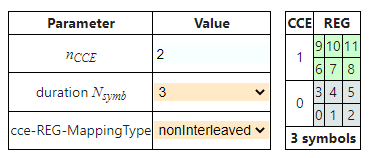 Parameter Value
n_CCE 2
duration N_symb 3
cce-REG-MappingType nonInterleaved
CCE REG
1
9 10 11
6 7 8
0
3 4 5
0 1 2
3 symbols